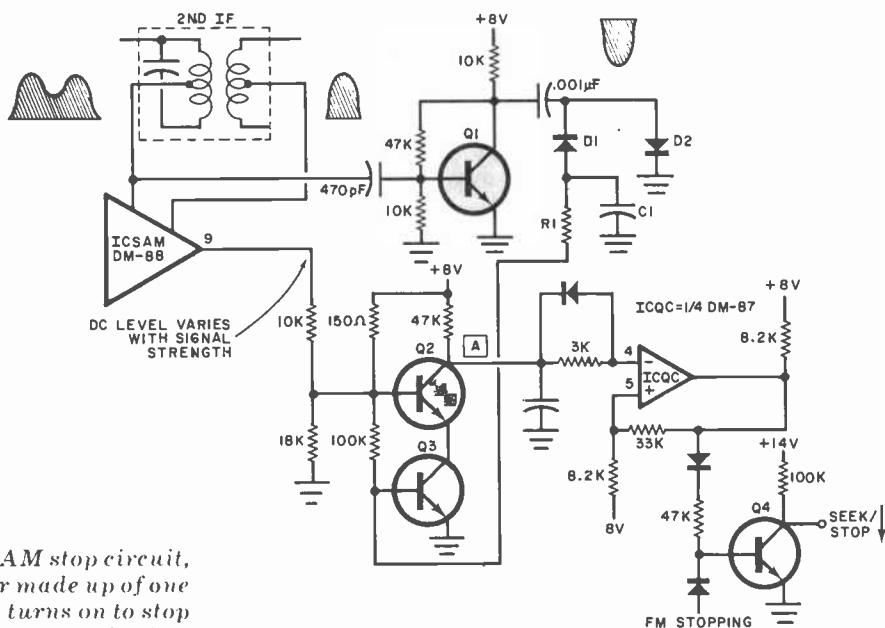 2ND IF
+8V
10K
.001µF
47K
Q1
D1
D2
470pF
10K
R1
C1
ICSAM
DM-88
9
DC LEVEL VARIES
WITH SIGNAL
STRENGTH
+8V
10K
150Ω
47K
A
Q2
3K
ICQC=1/4 DM-87
+8V
8.2K
4
-
ICQC
5
+
18K
100K
Q3
33K
+14V
8.2K
100K
47K
Q4
SEEK/
STOP
8V
FM STOPPING
AM stop circuit,
r made up of one
turns on to stop